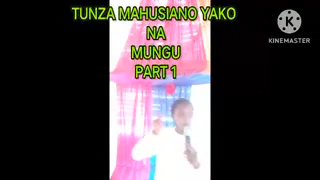 TUNZA MAHUSIANO YAKO
NA
MUNGU
PART 1
KINEMASTER